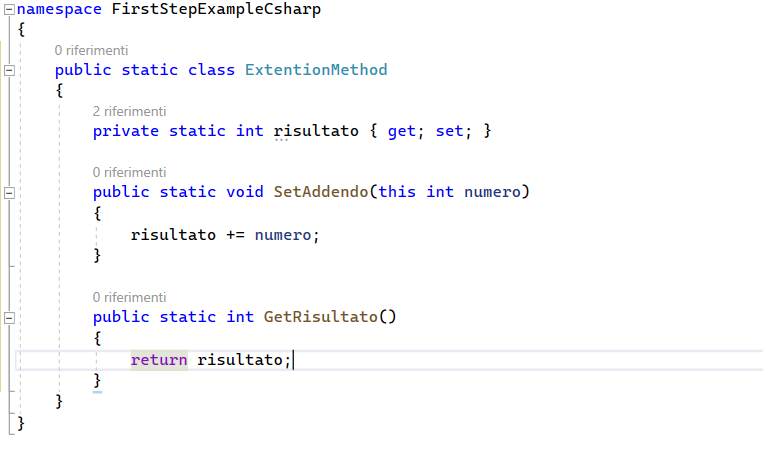 namespace FirstStepExampleCsharp
{
0 riferimenti
public static class ExtentionMethod
{
2 riferimenti
private static int risultato { get; set; }
0 riferimenti
public static void SetAddendo(this int numero)
{
risultato += numero;
}
0 riferimenti
public static int GetRisultato()
{
return risultato;
}
}
}